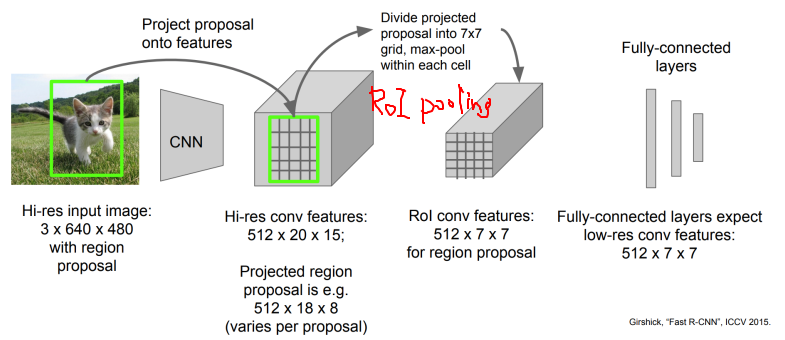 Project proposal
onto features
Divide projected
proposal into 7x7
grid, max-pool
within each cell
Fully-connected
layers
RoI pooling
CNN
Hi-res input image:
3 x 640 x 480
with region
proposal
Hi-res conv features:
512 x 20 x 15;
Projected region
proposal is e.g.
512 x 18 x 8
(varies per proposal)
RoI conv features:
512 x 7 x 7
for region proposal
Fully-connected layers expect
low-res conv features:
512 x 7 x 7
Girshick, “Fast R-CNN”, ICCV 2015.